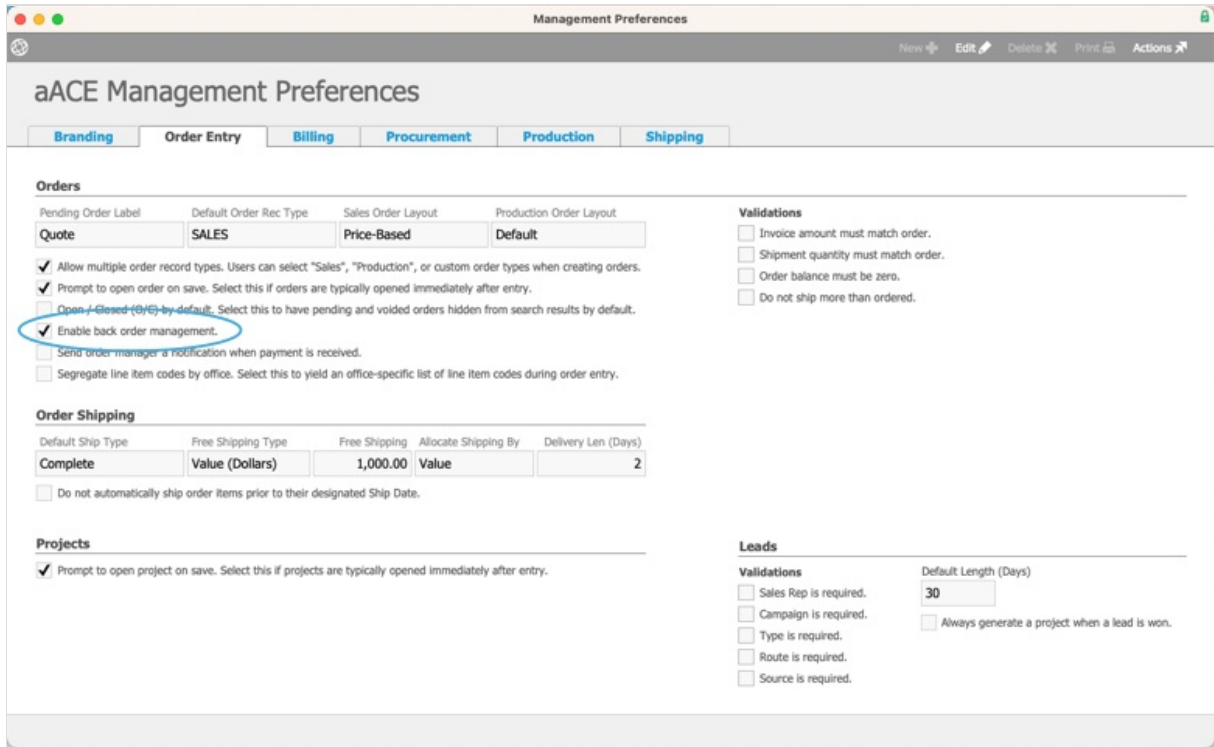 Management Preferences
New Edit Delete Print Actions
aACE Management Preferences
Branding Order Entry Billing Procurement Production Shipping
Orders
Pending Order Label Default Order Rec Type Sales Order Layout Production Order Layout
Quote SALES Price-Based Default
Allow multiple order record types. Users can select "Sales", "Production", or custom order types when creating orders.
Prompt to open order on save. Select this if orders are typically opened immediately after entry.
Open / Closed (O/C) by default. Select this to have pending and voided orders hidden from search results by default.
Enable back order management.
Send order manager a notification when payment is received.
Segregate line item codes by office. Select this to yield an office-specific list of line item codes during order entry.
Validations
Invoice amount must match order.
Shipment quantity must match order.
Order balance must be zero.
Do not ship more than ordered.
Order Shipping
Default Ship Type Free Shipping Type Free Shipping Allocate Shipping By Delivery Len (Days)
Complete Value (Dollars) 1,000.00 Value 2
Do not automatically ship order items prior to their designated Ship Date.
Projects
Prompt to open project on save. Select this if projects are typically opened immediately after entry.
Leads
Validations
Sales Rep is required.
Campaign is required.
Type is required.
Route is required.
Source is required.
Default Length (Days)
30
Always generate a project when a lead is won.